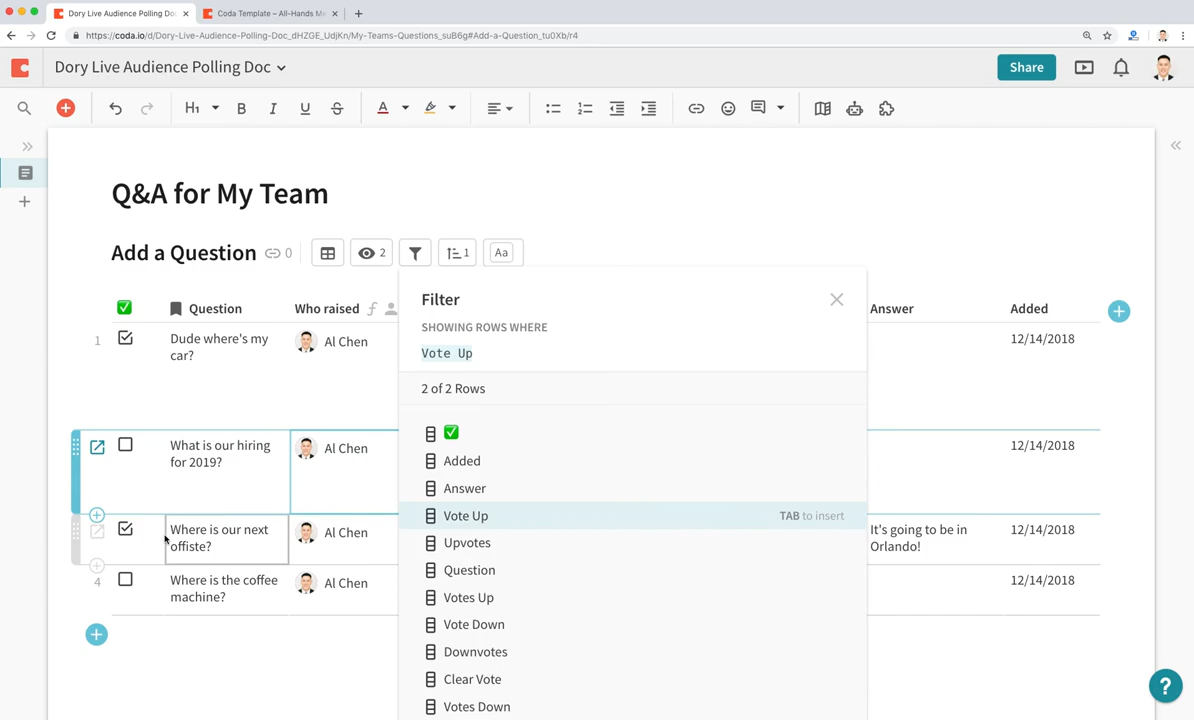 Dory Live Audience Polling Doc
Coda Template – All-Hands M
https://coda.io/d/Dory-Live-Audience-Polling-Doc_dHZGE_UdjKn/My-Teams-Questions_suB6g#Add-a-Question_tu0Xb/r4
Dory Live Audience Polling Doc
Share
H1 B I U S A
Q&A for My Team
Add a Question 0 2 1 Aa
Question Who raised Answer Added
Filter
SHOWING ROWS WHERE
Vote Up
2 of 2 Rows
1 Dude where's my Al Chen 12/14/2018
car?
What is our hiring Al Chen 12/14/2018
for 2019?
Where is our next Al Chen It's going to be in 12/14/2018
offiste? Orlando!
4 Where is the coffee Al Chen 12/14/2018
machine?
Added
Answer
Vote Up TAB to insert
Upvotes
Question
Votes Up
Vote Down
Downvotes
Clear Vote
Votes Down
?